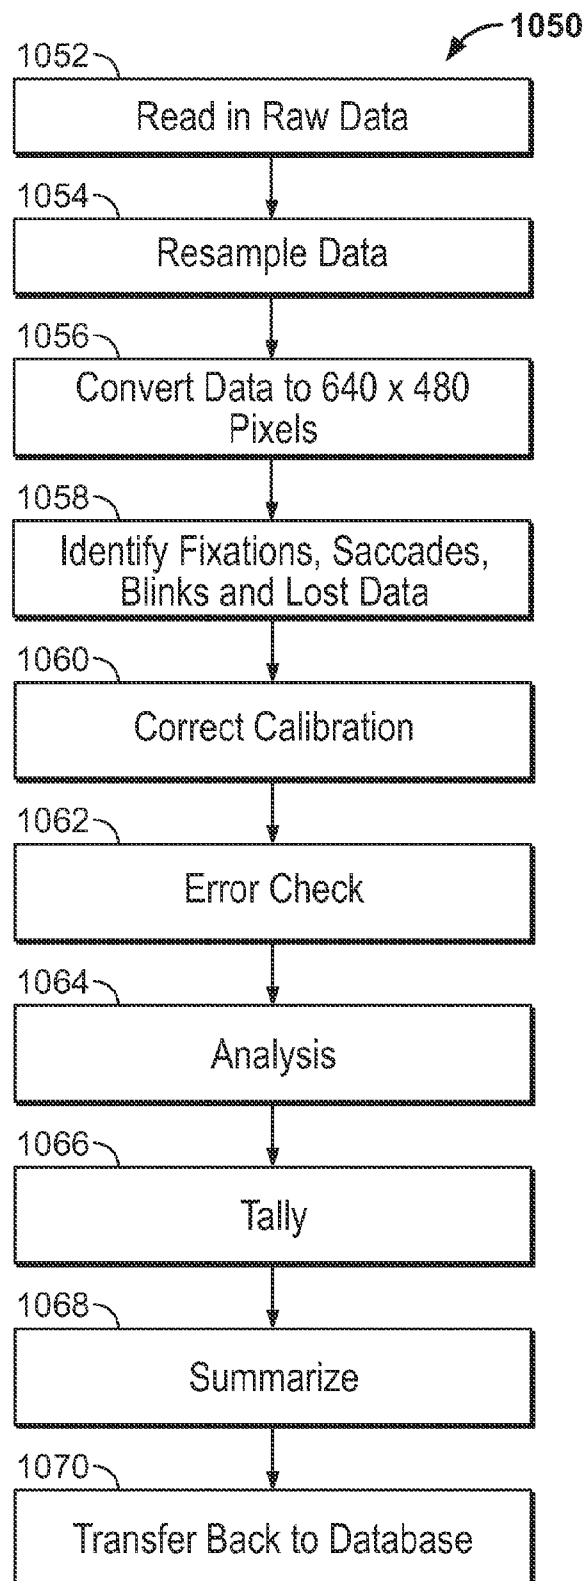 1050
1052
Read in Raw Data
1054
Resample Data
1056
Convert Data to 640 x 480
Pixels
1058
Identify Fixations, Saccades,
Blinks and Lost Data
1060
Correct Calibration
1062
Error Check
1064
Analysis
1066
Tally
1068
Summarize
1070
Transfer Back to Database